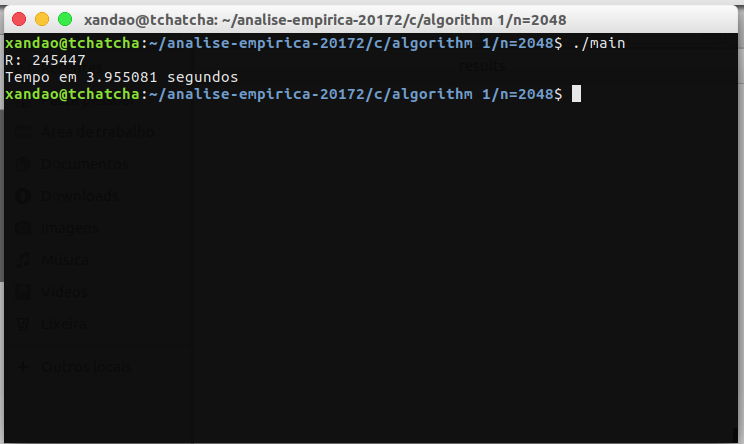 xandao@tchatcha: ~/analise-empirica-20172/c/algorithm 1/n=2048
xandao@tchatcha:~/analise-empirica-20172/c/algorithm 1/n=2048$ ./main
R: 245447
results
Tempo em 3.955081 segundos
xandao@tchatcha:~/analise-empirica-20172/c/algorithm 1/n=2048$
Área de trabalho
Documentos
Downloads
Imagens
Música
Vídeos
Lixeira
Outros locais